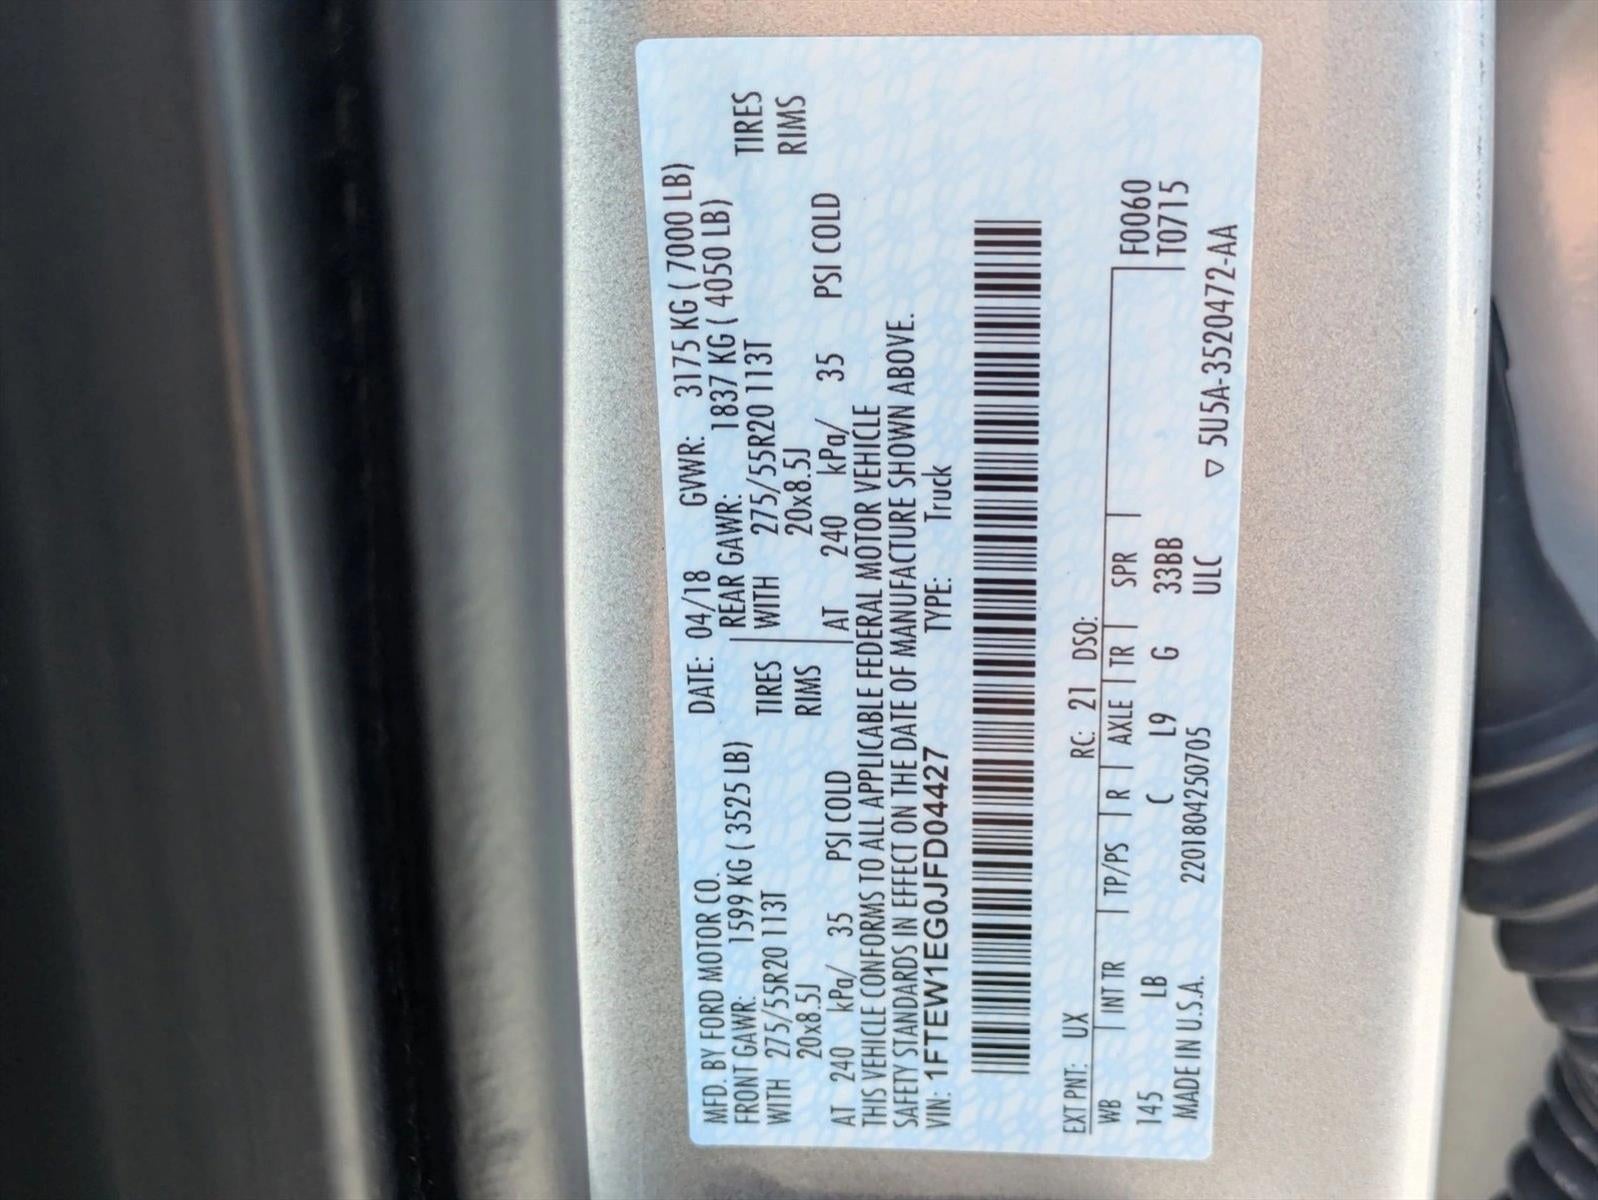 MFD. BY FORD MOTOR CO. DATE: 04/18 GVWR: 3175 KG ( 7000 LB)
FRONT GAWR: 1599 KG ( 3525 LB) REAR GAWR: 1837 KG ( 4050 LB)
WITH 275/55R20 113T TIRES WITH 275/55R20 113T TIRES
20x8.5J RIMS 20x8.5J RIMS
AT 240 kPa/ 35 PSI COLD AT 240 kPa/ 35 PSI COLD
THIS VEHICLE CONFORMS TO ALL APPLICABLE FEDERAL MOTOR VEHICLE
SAFETY STANDARDS IN EFFECT ON THE DATE OF MANUFACTURE SHOWN ABOVE.
VIN: 1FTEW1EG0JFD04427 TYPE: Truck
EXT PNT: UX RC: 21 DSO:
WB INT TR TP/PS R AXLE TR SPR F0060
145 LB C L9 G 33BB T0715
MADE IN U.S.A. 220180425070​5 ULC ▽ 5U5A-3520472-AA